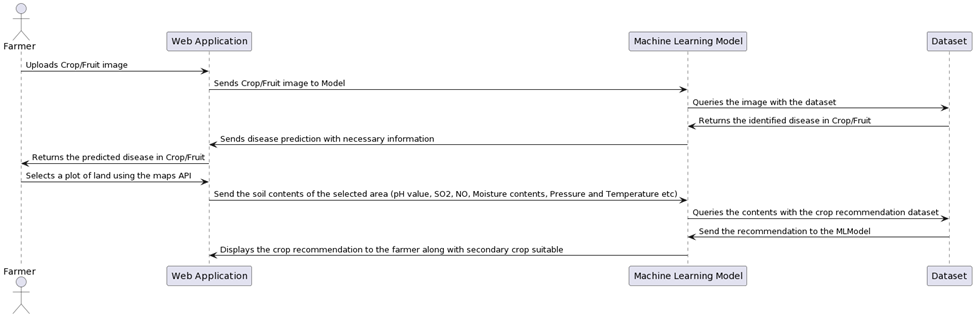 Farmer
Web Application
Machine Learning Model
Dataset
Uploads Crop/Fruit image
Sends Crop/Fruit image to Model
Queries the image with the dataset
Returns the identified disease in Crop/Fruit
Sends disease prediction with necessary information
Returns the predicted disease in Crop/Fruit
Selects a plot of land using the maps API
Send the soil contents of the selected area (pH value, SO2, NO, Moisture contents, Pressure and Temperature etc)
Queries the contents with the crop recommendation dataset
Send the recommendation to the MLModel
Displays the crop recommendation to the farmer along with secondary crop suitable
Farmer
Web Application
Machine Learning Model
Dataset